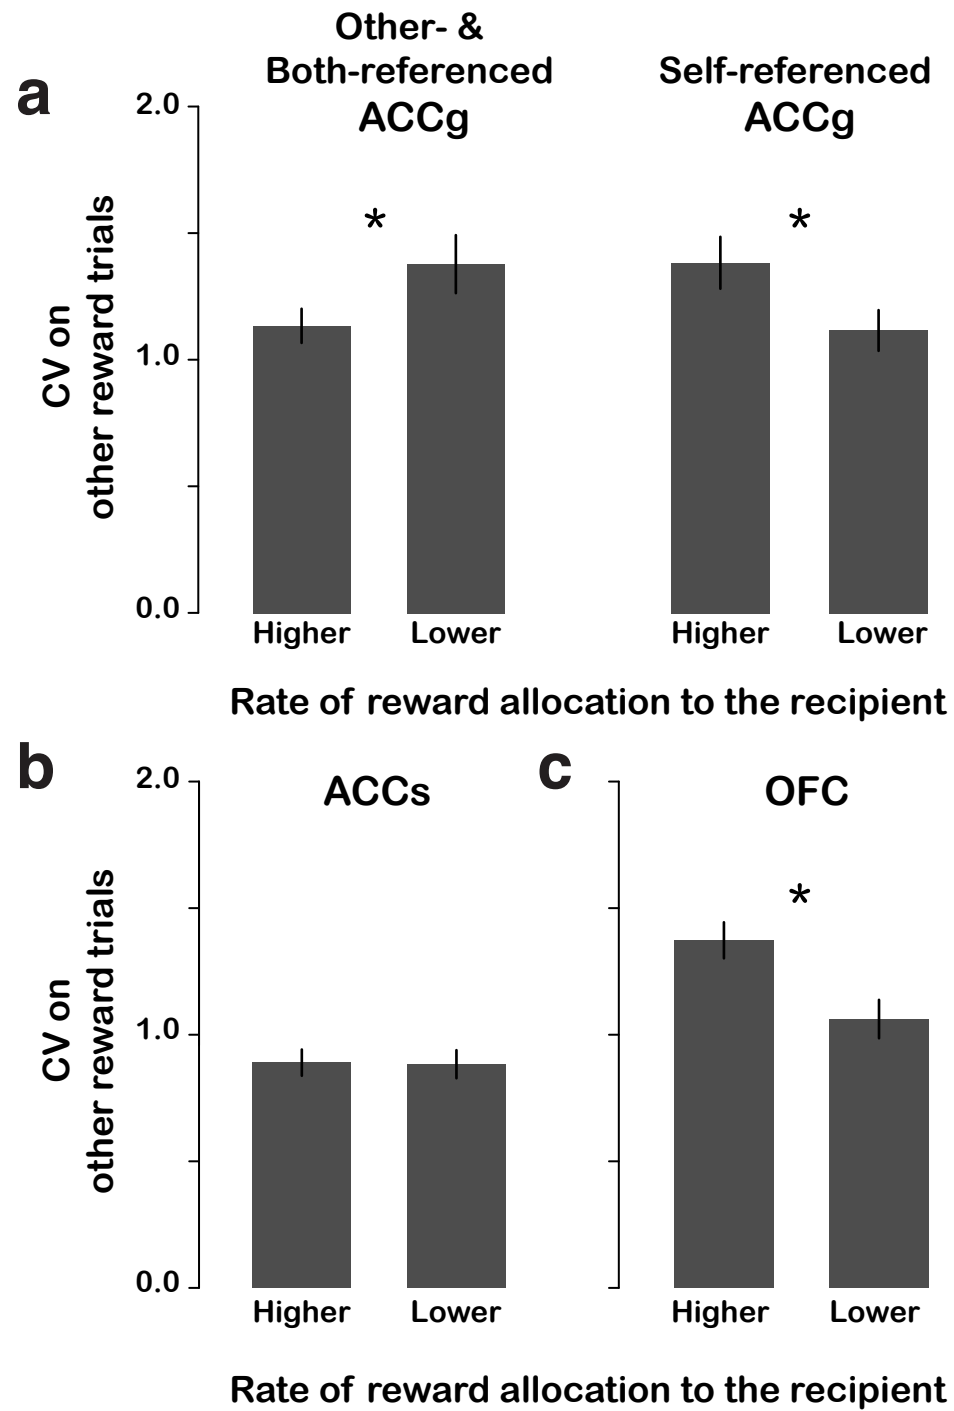 a
Other- &
Both-referenced
ACCg
Self-referenced
ACCg
CV on
other reward trials
2.0
1.0
0.0
*
*
Higher
Lower
Higher
Lower
Rate of reward allocation to the recipient
b
ACCs
CV on
other reward trials
2.0
1.0
0.0
Higher
Lower
c
OFC
*
Higher
Lower
Rate of reward allocation to the recipient